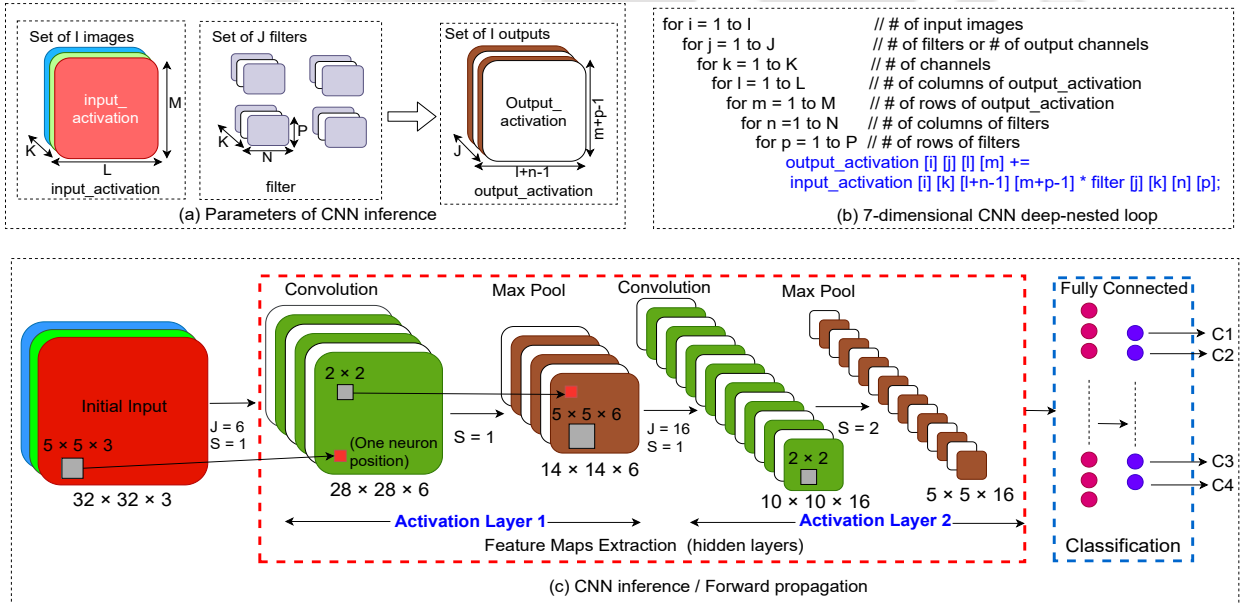 Set of I images
input_
activation
M
K
L
input_activation
Set of J filters
P
K
N
filter
Set of I outputs
Output_
activation
m+p-1
J
l+n-1
output_activation
(a) Parameters of CNN inference
for i = 1 to I // # of input images
for j = 1 to J // # of filters or # of output channels
for k = 1 to K // # of channels
for l = 1 to L // # of columns of output_activation
for m = 1 to M // # of rows of output_activation
for n =1 to N // # of columns of filters
for p = 1 to P // # of rows of filters
output_activation [i] [j] [l] [m] +=
input_activation [i] [k] [l+n-1] [m+p-1] * filter [j] [k] [n] [p];
(b) 7-dimensional CNN deep-nested loop
Initial Input
5 × 5 × 3
32 × 32 × 3
J = 6
S = 1
Convolution
2 × 2
(One neuron
position)
28 × 28 × 6
S = 1
Max Pool
5 × 5 × 6
14 × 14 × 6
J = 16
S = 1
Convolution
2 × 2
10 × 10 × 16
S = 2
Max Pool
5 × 5 × 16
Activation Layer 1
Activation Layer 2
Feature Maps Extraction (hidden layers)
Fully Connected
C1
C2
C3
C4
Classification
(c) CNN inference / Forward propagation